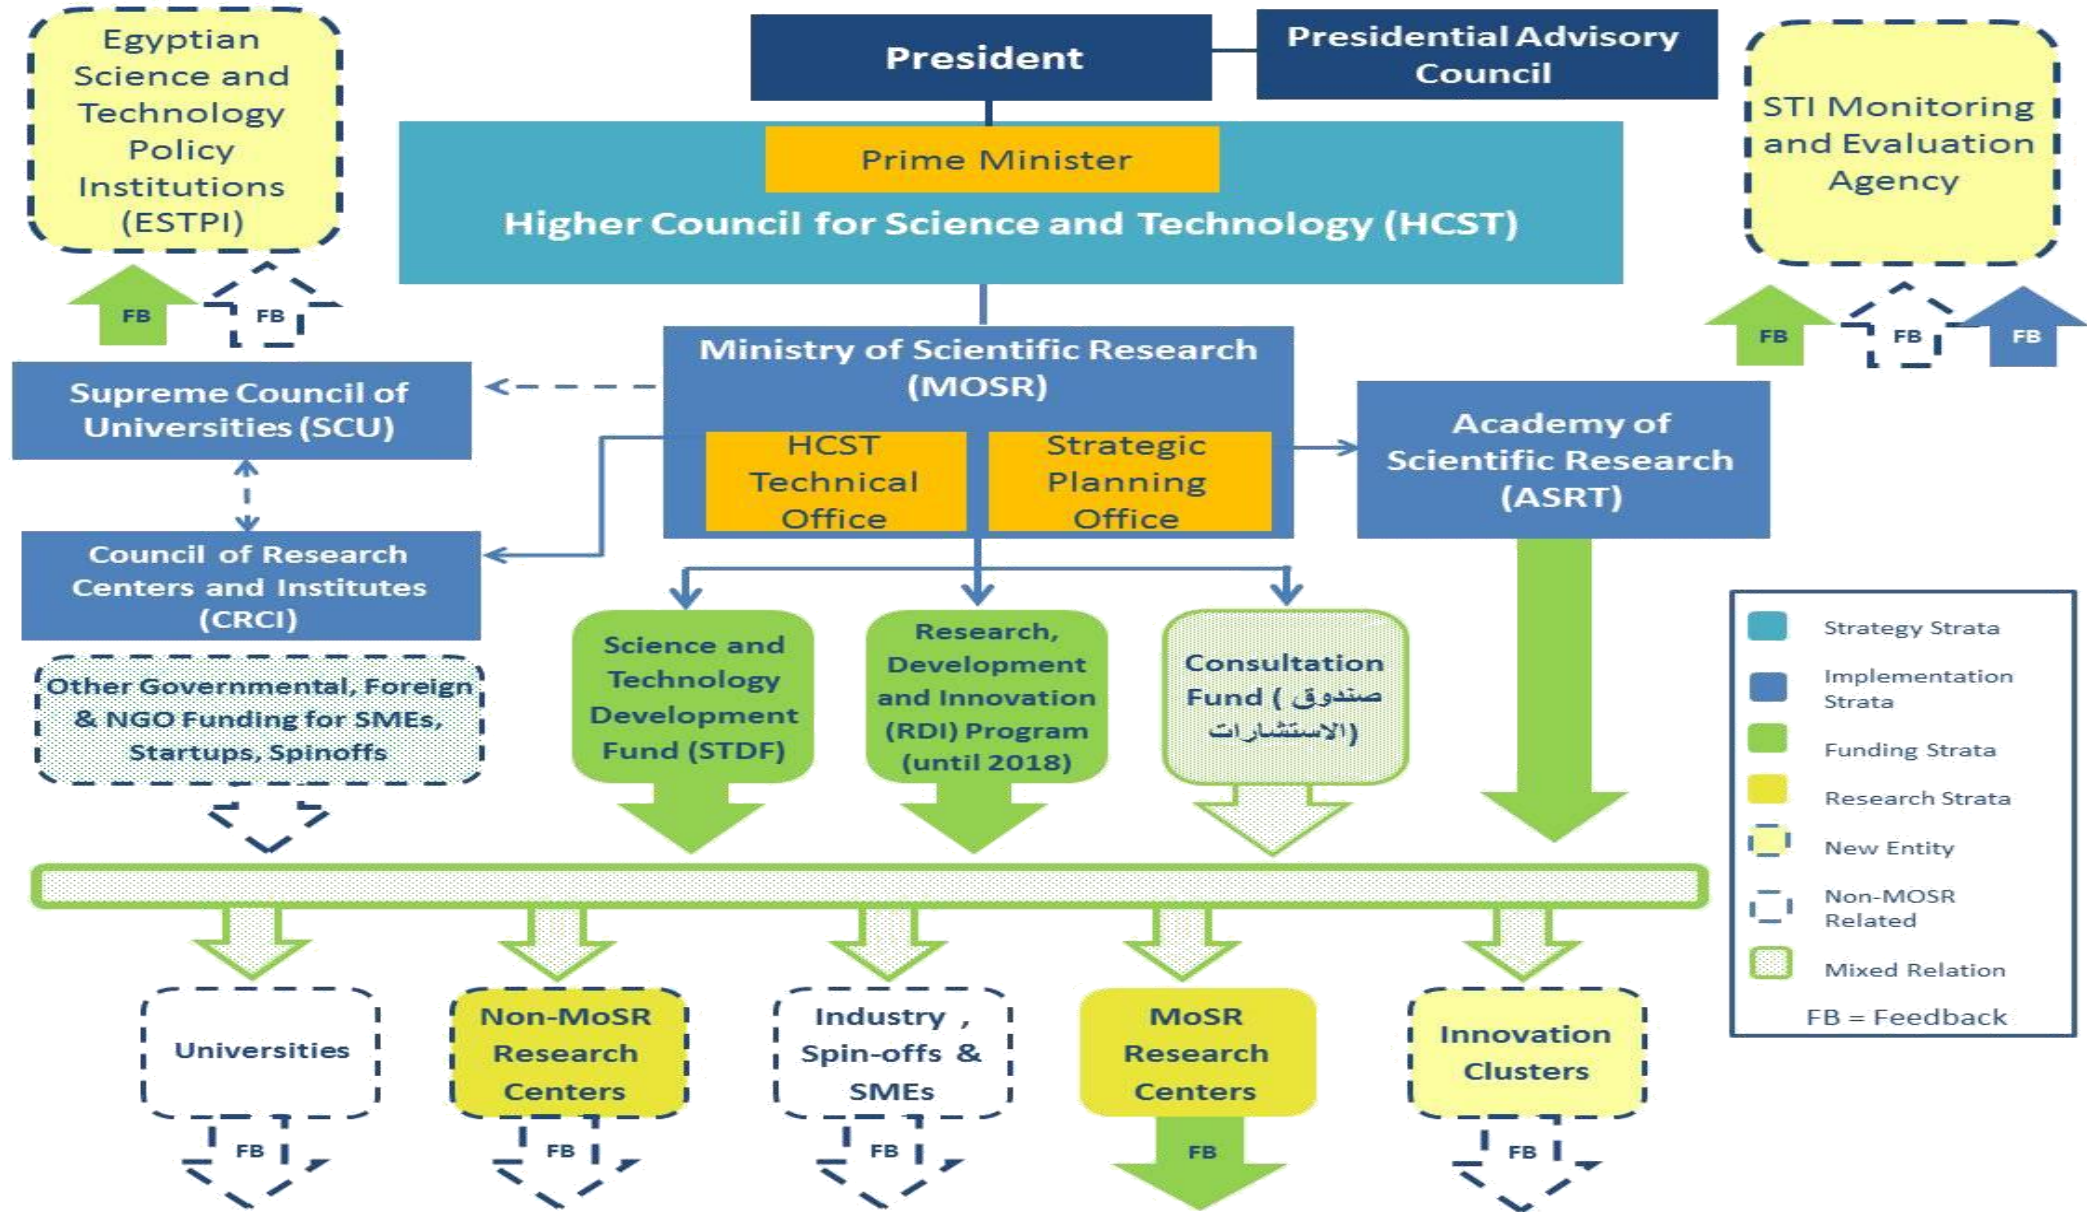 Egyptian
Science and
Technology
Policy
Institutions
(ESTPI)
President
Presidential Advisory
Council
STI Monitoring
and Evaluation
Agency
Prime Minister
Higher Council for Science and Technology (HCST)
FB
FB
FB
FB
FB
Ministry of Scientific Research
(MOSR)
HCST
Technical
Office
Strategic
Planning
Office
Supreme Council of
Universities (SCU)
Academy of
Scientific Research
(ASRT)
Council of Research
Centers and Institutes
(CRCI)
Other Governmental, Foreign
& NGO Funding for SMEs,
Startups, Spinoffs
Science and
Technology
Development
Fund (STDF)
Research,
Development
and Innovation
(RDI) Program
(until 2018)
Consultation
Fund ( صندوق
الاستشارات)
Strategy Strata
Implementation
Strata
Funding Strata
Research Strata
New Entity
Non-MOSR
Related
Mixed Relation
FB = Feedback
Universities
Non-MoSR
Research
Centers
Industry ,
Spin-offs &
SMEs
MoSR
Research
Centers
Innovation
Clusters
FB
FB
FB
FB
FB